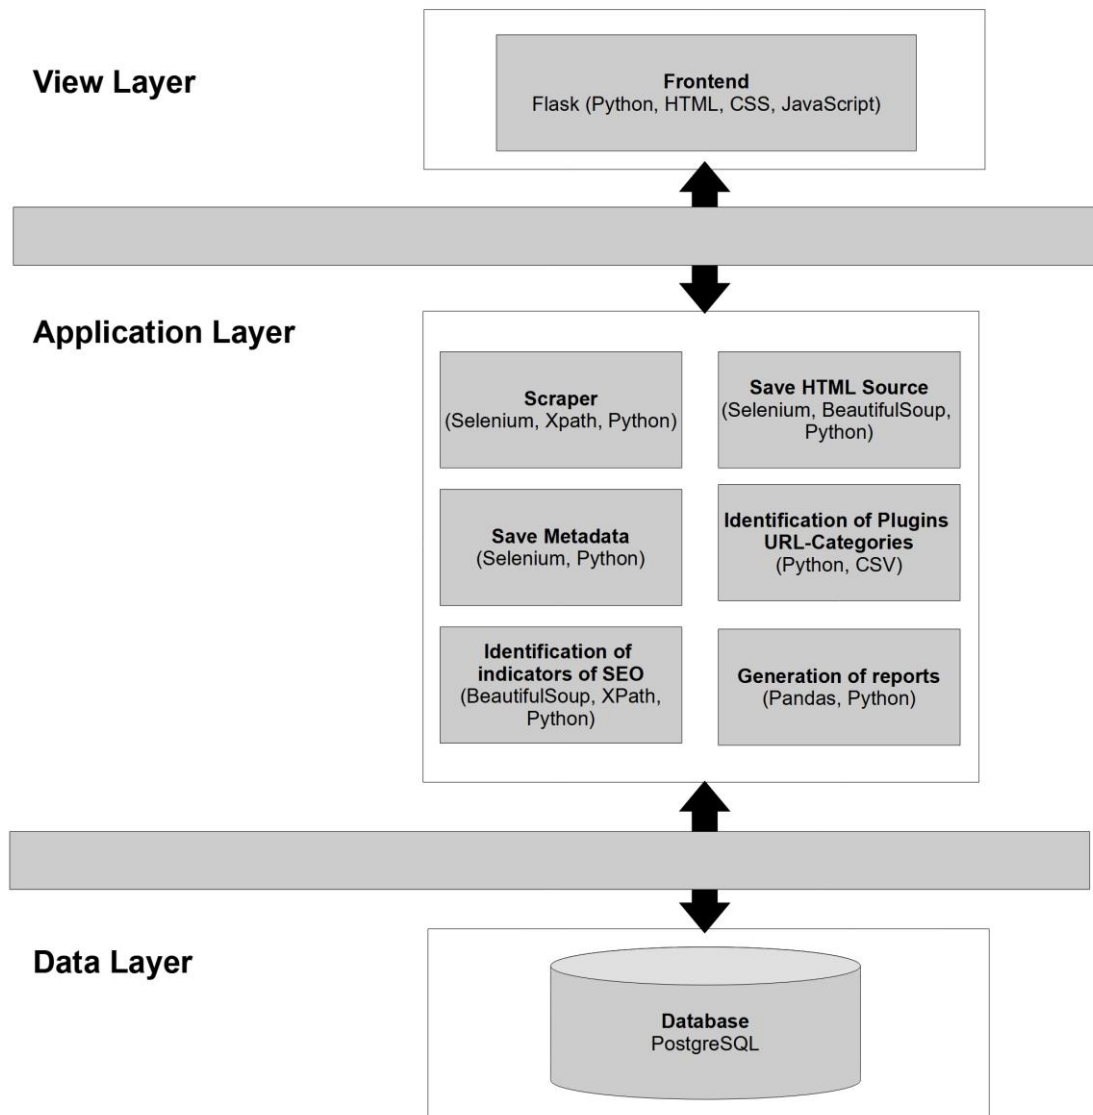 View Layer
Frontend
Flask (Python, HTML, CSS, JavaScript)
Application Layer
Scraper
(Selenium, Xpath, Python)
Save HTML Source
(Selenium, BeautifulSoup,
Python)
Save Metadata
(Selenium, Python)
Identification of Plugins
URL-Categories
(Python, CSV)
Identification of
indicators of SEO
(BeautifulSoup, XPath,
Python)
Generation of reports
(Pandas, Python)
Data Layer
Database
PostgreSQL